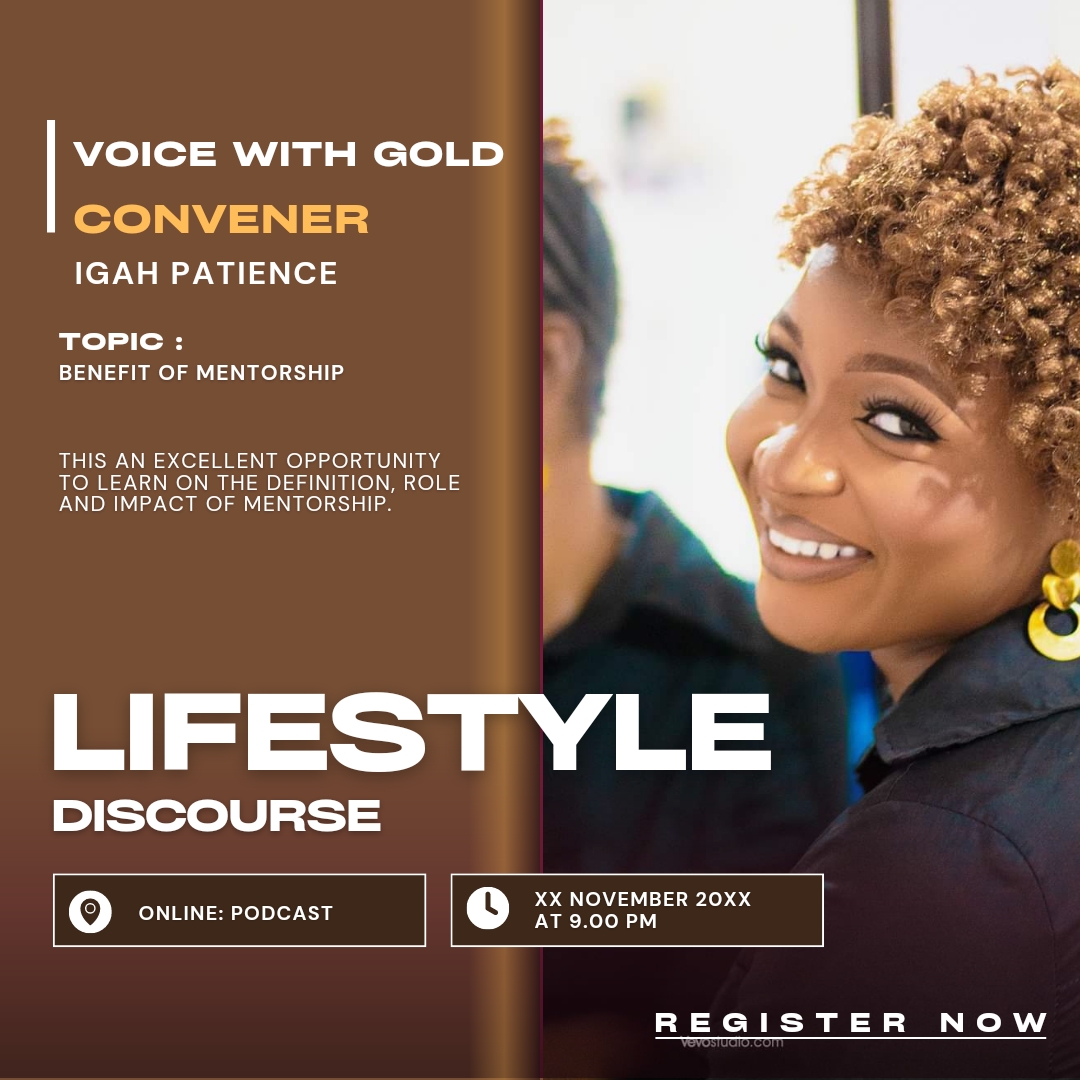 VOICE WITH GOLD
CONVENER
IGAH PATIENCE
TOPIC :
BENEFIT OF MENTORSHIP
THIS AN EXCELLENT OPPORTUNITY
TO LEARN ON THE DEFINITION, ROLE
AND IMPACT OF MENTORSHIP.
LIFESTYLE
DISCOURSE
ONLINE: PODCAST
XX NOVEMBER 20XX
AT 9.00 PM
REGISTER NOW
Vevostudio.com